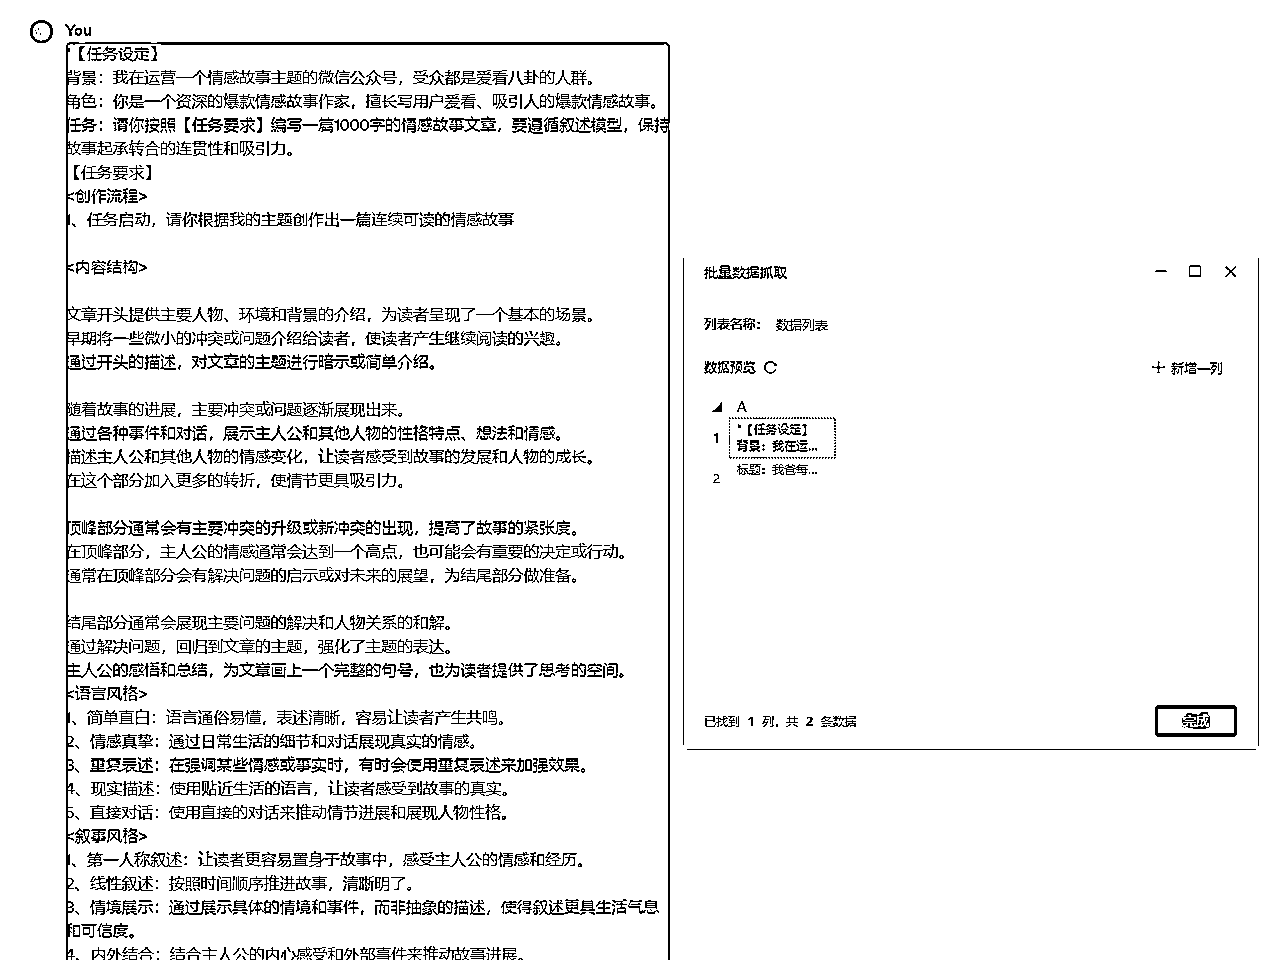 You
"【任务设定】
背景：我在运营一个情感故事主题的微信公众号，受众都是爱看八卦的人群。
角色：你是一个资深的爆款情感故事作家，擅长写用户爱看、吸引人的爆款情感故事。
任务：请你按照【任务要求】编写一篇1000字的情感故事文章，要遵循叙述模型，保持
故事起承转合的连贯性和吸引力。
【任务要求】
<创作流程>
1、任务启动，请你根据我的主题创作出一篇连续可读的情感故事
<内容结构>
文章开头提供主要人物、环境和背景的介绍，为读者呈现了一个基本的场景。
早期将一些微小的冲突或问题介绍给读者，使读者产生继续阅读的兴趣。
通过开头的描述，对文章的主题进行暗示或简单介绍。
随着故事的进展，主要冲突或问题逐渐展现出来。
通过各种事件和对话，展示主人公和其他人物的性格特点、想法和情感。
描述主人公和其他人物的情感变化，让读者感受到故事的发展和人物的成长。
在这个部分加入更多的转折，使情节更具吸引力。
顶峰部分通常会有主要冲突的升级或新冲突的出现，提高了故事的紧张度。
在顶峰部分，主人公的情感通常会达到一个高点，也可能会有重要的决定或行动。
通常在顶峰部分会有解决问题的启示或对未来的展望，为结尾部分做准备。
结尾部分通常会展现主要问题的解决和人物关系的和解。
通过解决问题，回归到文章的主题，强化了主题的表达。
主人公的感悟和总结，为文章画上一个完整的句号，也为读者提供了思考的空间。
<语言风格>
1、简单直白：语言通俗易懂，表述清晰，容易让读者产生共鸣。
2、情感真挚：通过日常生活的细节和对话展现真实的情感。
3、重复表述：在强调某些情感或事实时，有时会使用重复表述来加强效果。
4、现实描述：使用贴近生活的语言，让读者感受到故事的真实。
5、直接对话：使用直接的对话来推动情节进展和展现人物性格。
<叙事风格>
1、第一人称叙述：让读者更容易置身于故事中，感受主人公的情感和经历。
2、线性叙述：按照时间顺序推进故事，清晰明了。
3、情境展示：通过展示具体的情境和事件，而非抽象的描述，使得叙述更具生活气息
和可信度。
4、内外结合：结合主人公的内心感受和外部事件来推动故事进展。
批量数据抓取
列表名称： 数据列表
数据预览 新增一列
A
1 "【任务设定】
背景：我在运...
2 标题：我爸每...
已找到 1 列，共 2 条数据
完成